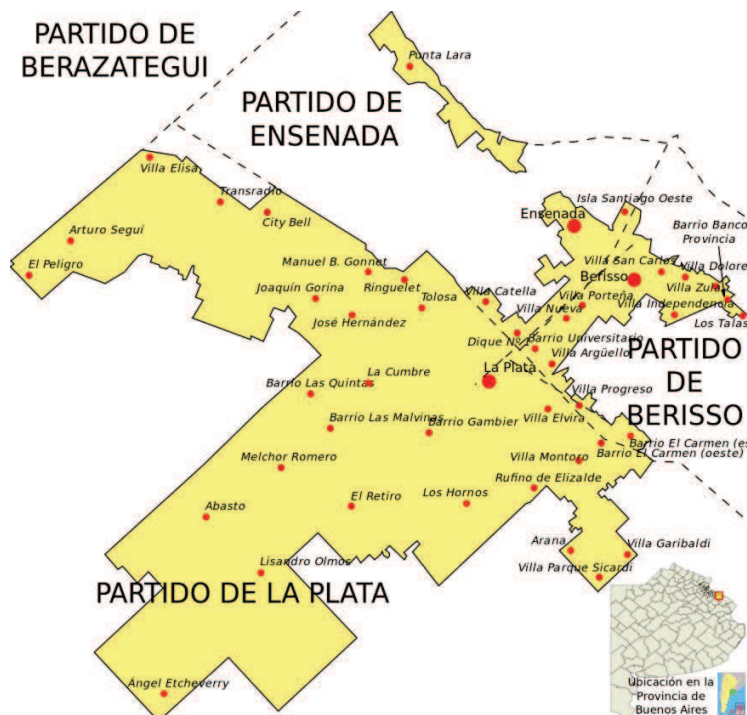 PARTIDO DE
BERAZATEGUI
Punta Lara
PARTIDO DE
ENSENADA
Villa Elisa
Transradio
City Bell
Isla Santiago Oeste
Ensenada
Barrio Banco
Provincia
Arturo Seguí
El Peligro
Manuel B. Gonnet
Villa San Carlos
Villa Dolore
Berisso
Joaquín Gorina
Ringuelet
Villa Catella
Villa Porteña
Villa Zula
Tolosa
Villa Nueva
Villa Independencia
José Hernández
Los Talas
Dique Nº 1
Barrio Universitario
PARTIDO
DE
BERISSO
Villa Argüello
La Plata
La Cumbre
Barrio Las Quintas
Villa Progreso
Barrio Las Malvinas
Barrio Gambier
Villa Elvira
Barrio El Carmen (es
Barrio El Carmen (oeste)
Melchor Romero
Villa Montoro
Rufino de Elizalde
El Retiro
Los Hornos
Abasto
Arana
Villa Garibaldi
Lisandro Olmos
Villa Parque Sicardi
PARTIDO DE LA PLATA
Ángel Etcheverry
Ubicación en la
Provincia de
Buenos Aires